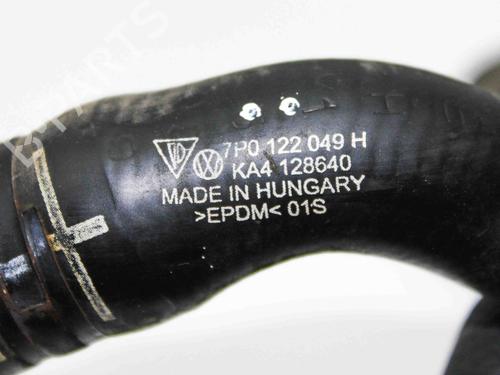 7P0 122 049 H
KA4 128640
MADE IN HUNGARY
>EPDM< 01S